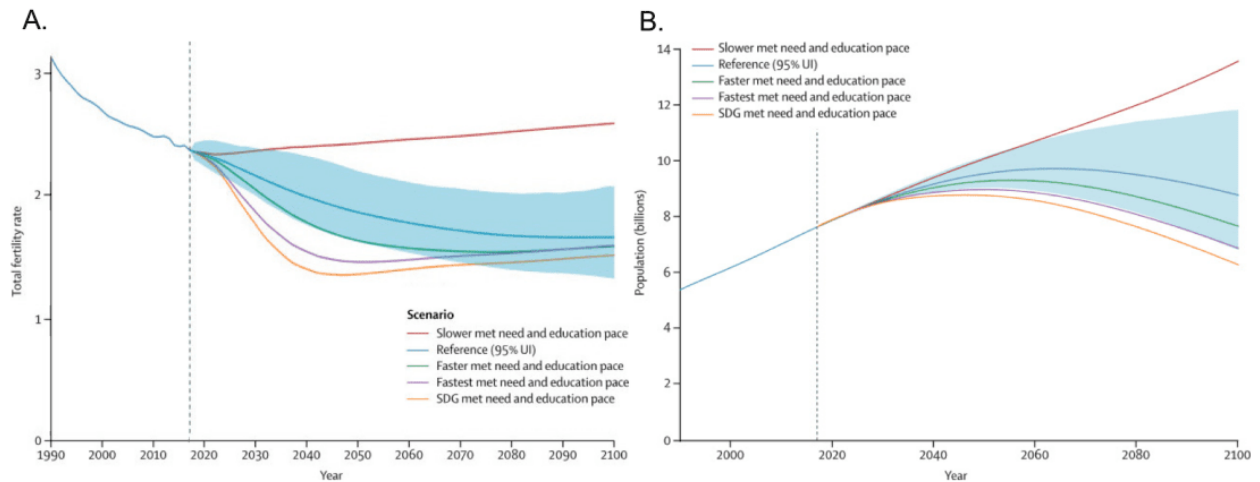 A.
3
2
1
0
Total fertility rate
1990
2000
2010
2020
2030
2040
2050
2060
2070
2080
2090
2100
Year
Scenario
Slower met need and education pace
Reference (95% UI)
Faster met need and education pace
Fastest met need and education pace
SDG met need and education pace
B.
14
12
10
8
6
4
2
0
Population (billions)
2000
2020
2040
2060
2080
2100
Year
Slower met need and education pace
Reference (95% UI)
Faster met need and education pace
Fastest met need and education pace
SDG met need and education pace